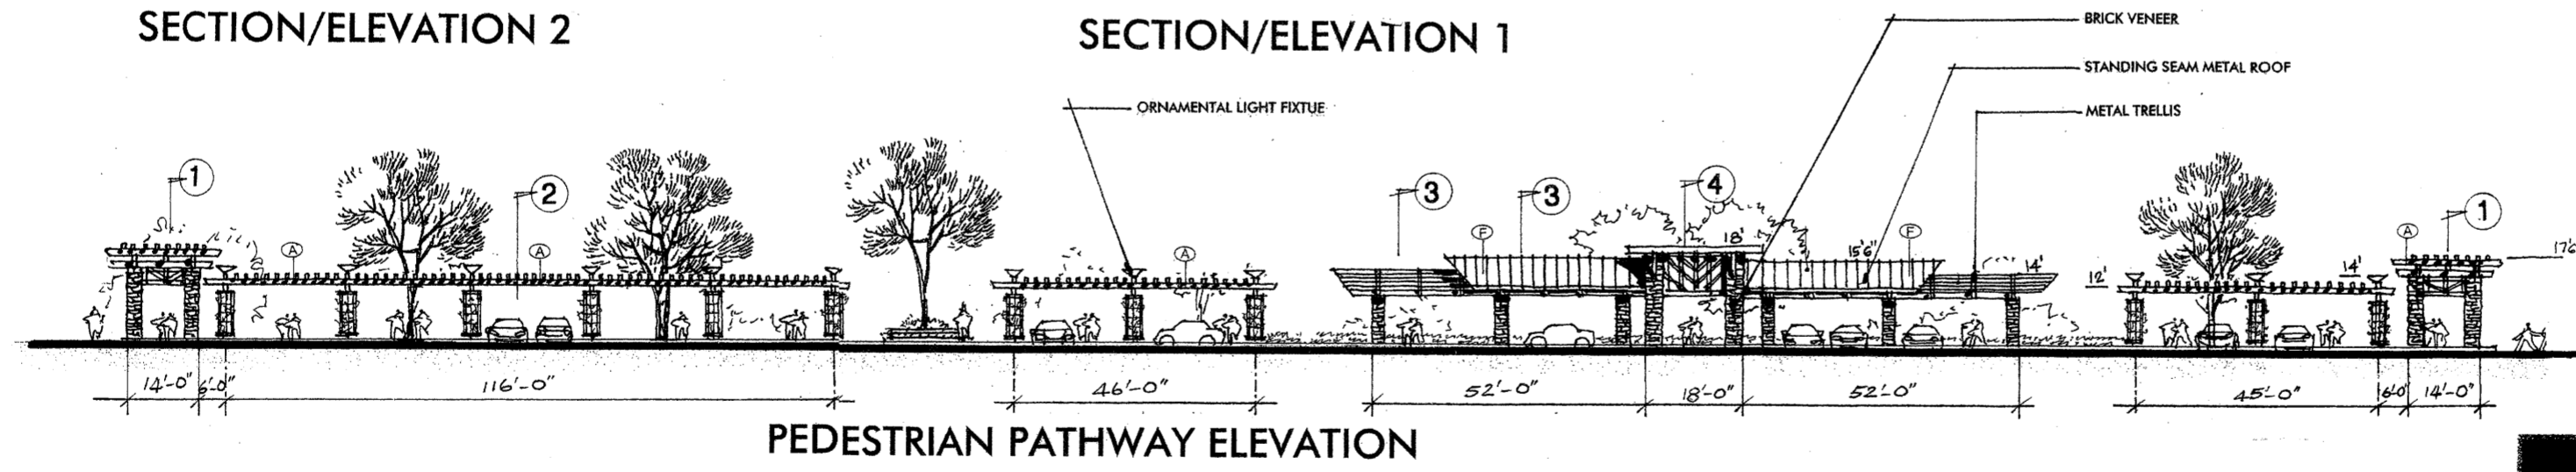 SECTION/ELEVATION 2
SECTION/ELEVATION 1
BRICK VENEER
STANDING SEAM METAL ROOF
METAL TRELLIS
ORNAMENTAL LIGHT FIXTUE
1
2
3
3
4
1
A
A
A
F
F
A
18'
15'6"
14'
12'
14'
17'6
14'-0"
6'-0"
116'-0"
46'-0"
52'-0"
18'-0"
52'-0"
45'-0"
6'-0
14'-0"
PEDESTRIAN PATHWAY ELEVATION